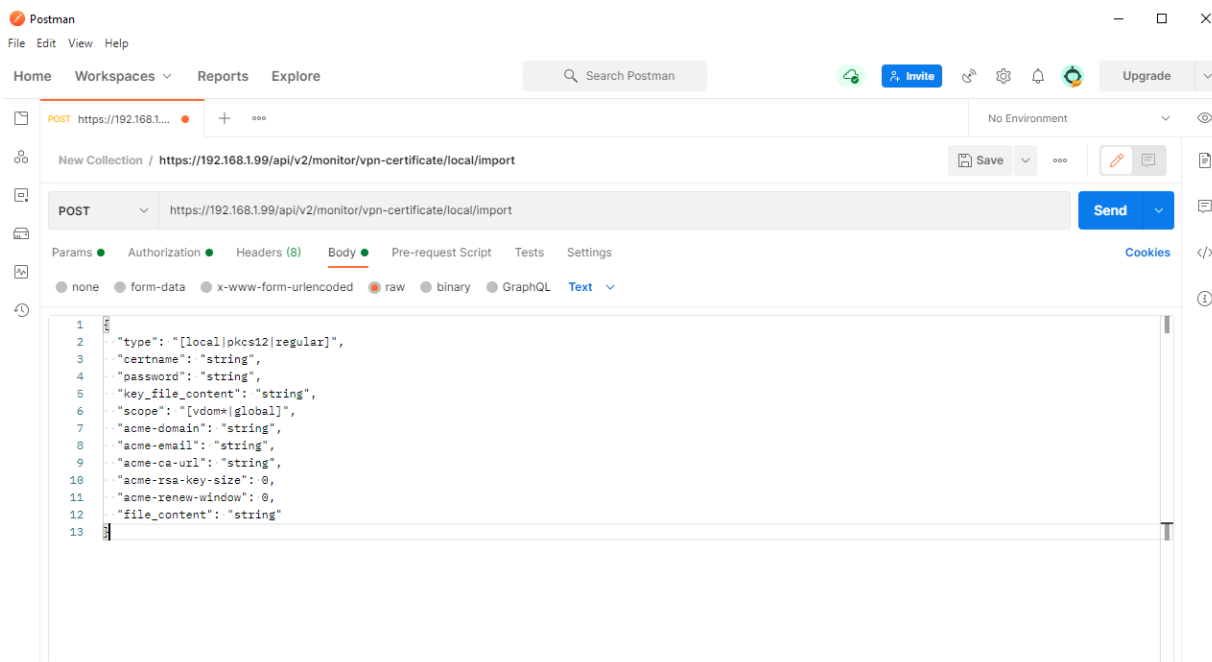 Postman
File Edit View Help
Home Workspaces Reports Explore Search Postman Invite Upgrade
POST https://192.168.1.... No Environment
New Collection / https://192.168.1.99/api/v2/monitor/vpn-certificate/local/import Save
POST https://192.168.1.99/api/v2/monitor/vpn-certificate/local/import Send
Params Authorization Headers (8) Body Pre-request Script Tests Settings Cookies
none form-data x-www-form-urlencoded raw binary GraphQL Text
1 {
2 "type": "[local|pkcs12|regular]",
3 "certname": "string",
4 "password": "string",
5 "key_file_content": "string",
6 "scope": "[vdom*|global]",
7 "acme-domain": "string",
8 "acme-email": "string",
9 "acme-ca-url": "string",
10 "acme-rsa-key-size": 0,
11 "acme-renew-window": 0,
12 "file_content": "string"
13 }